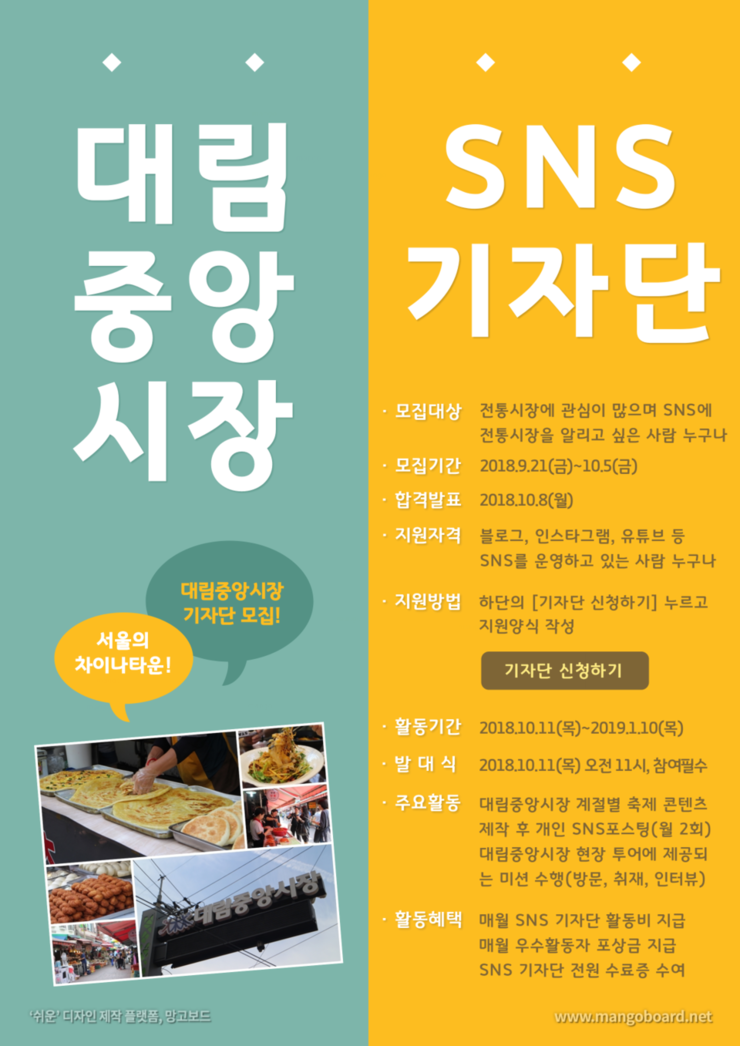 대림
중앙
시장
SNS
기자단
· 모집대상 전통시장에 관심이 많으며 SNS에
전통시장을 알리고 싶은 사람 누구나
· 모집기간 2018.9.21(금)~10.5(금)
· 합격발표 2018.10.8(월)
· 지원자격 블로그, 인스타그램, 유튜브 등
SNS를 운영하고 있는 사람 누구나
· 지원방법 하단의 [기자단 신청하기] 누르고
지원양식 작성
기자단 신청하기
· 활동기간 2018.10.11(목)~2019.1.10(목)
· 발 대 식 2018.10.11(목) 오전 11시, 참여필수
· 주요활동 대림중앙시장 계절별 축제 콘텐츠
제작 후 개인 SNS포스팅(월 2회)
대림중앙시장 현장 투어에 제공되
는 미션 수행(방문, 취재, 인터뷰)
· 활동혜택 매월 SNS 기자단 활동비 지급
매월 우수활동자 포상금 지급
SNS 기자단 전원 수료증 수여
대림중앙시장
기자단 모집!
서울의
차이나타운!
대림중앙시장
'쉬운' 디자인 제작 플랫폼, 망고보드
www.mangoboard.net